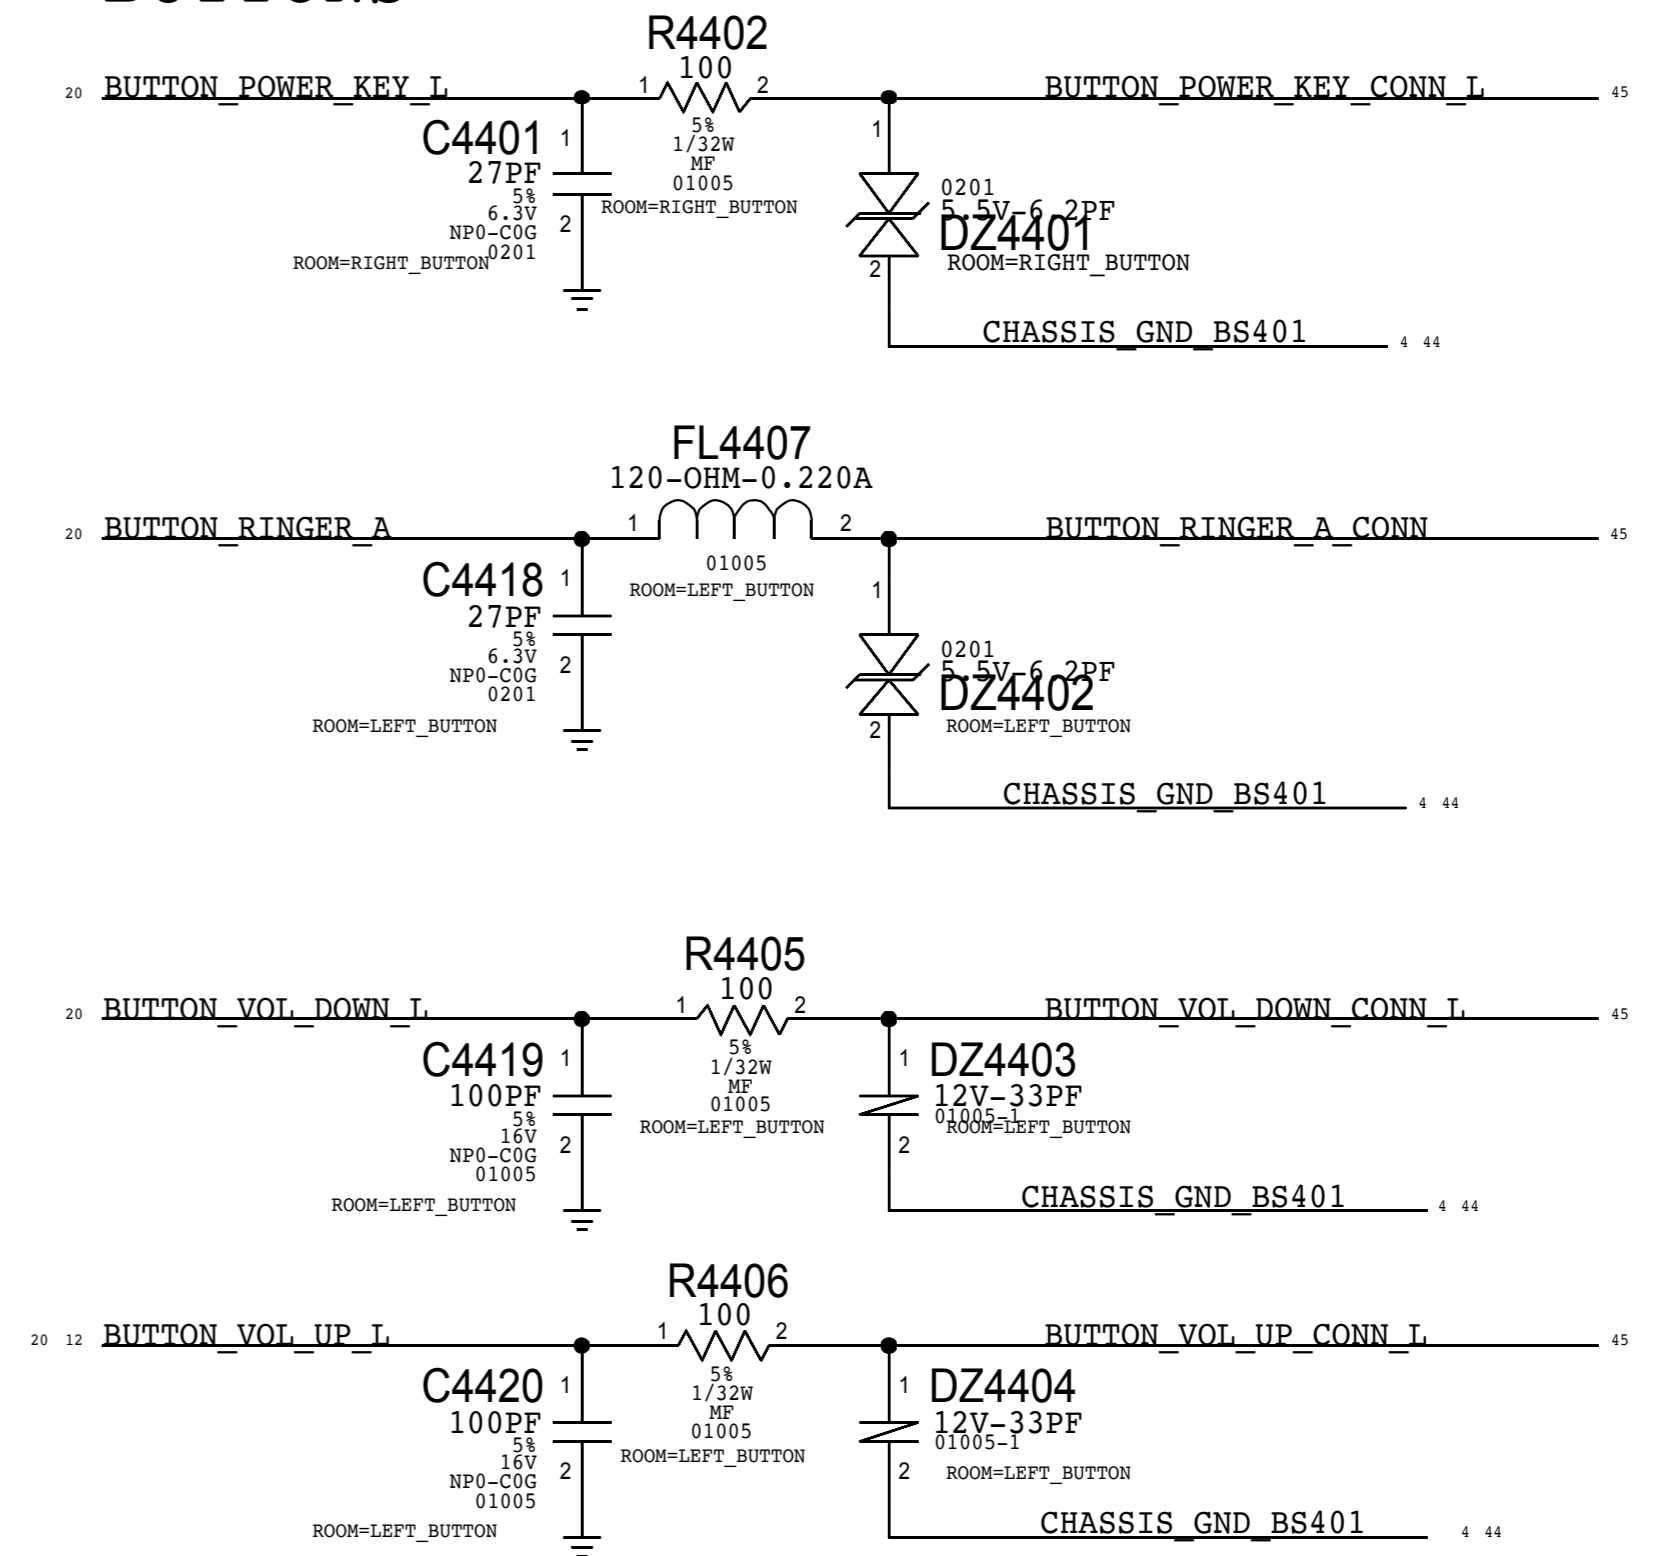 R4402
100
1 2
20 BUTTON_POWER_KEY_L
BUTTON_POWER_KEY_CONN_L 45
5%
1/32W
MF
01005
ROOM=RIGHT_BUTTON
C4401 1
27PF
5%
6.3V
NP0-C0G
0201
2
ROOM=RIGHT_BUTTON
1
0201
5.5V-6.2PF
DZ4401
ROOM=RIGHT_BUTTON
2
CHASSIS_GND_BS401 4 44
FL4407
120-OHM-0.220A
1 2
20 BUTTON_RINGER_A
BUTTON_RINGER_A_CONN 45
01005
ROOM=LEFT_BUTTON
C4418 1
27PF
5%
6.3V
NP0-C0G
0201
2
ROOM=LEFT_BUTTON
1
0201
5.5V-6.2PF
DZ4402
ROOM=LEFT_BUTTON
2
CHASSIS_GND_BS401 4 44
R4405
100
1 2
20 BUTTON_VOL_DOWN_L
BUTTON_VOL_DOWN_CONN_L 45
5%
1/32W
MF
01005
ROOM=LEFT_BUTTON
C4419 1
100PF
5%
16V
NP0-C0G
01005
2
ROOM=LEFT_BUTTON
1 DZ4403
12V-33PF
01005-1
ROOM=LEFT_BUTTON
2
CHASSIS_GND_BS401 4 44
R4406
100
1 2
20 12 BUTTON_VOL_UP_L
BUTTON_VOL_UP_CONN_L 45
5%
1/32W
MF
01005
ROOM=LEFT_BUTTON
C4420 1
100PF
5%
16V
NP0-C0G
01005
2
ROOM=LEFT_BUTTON
1 DZ4404
12V-33PF
01005-1
2 ROOM=LEFT_BUTTON
CHASSIS_GND_BS401 4 44